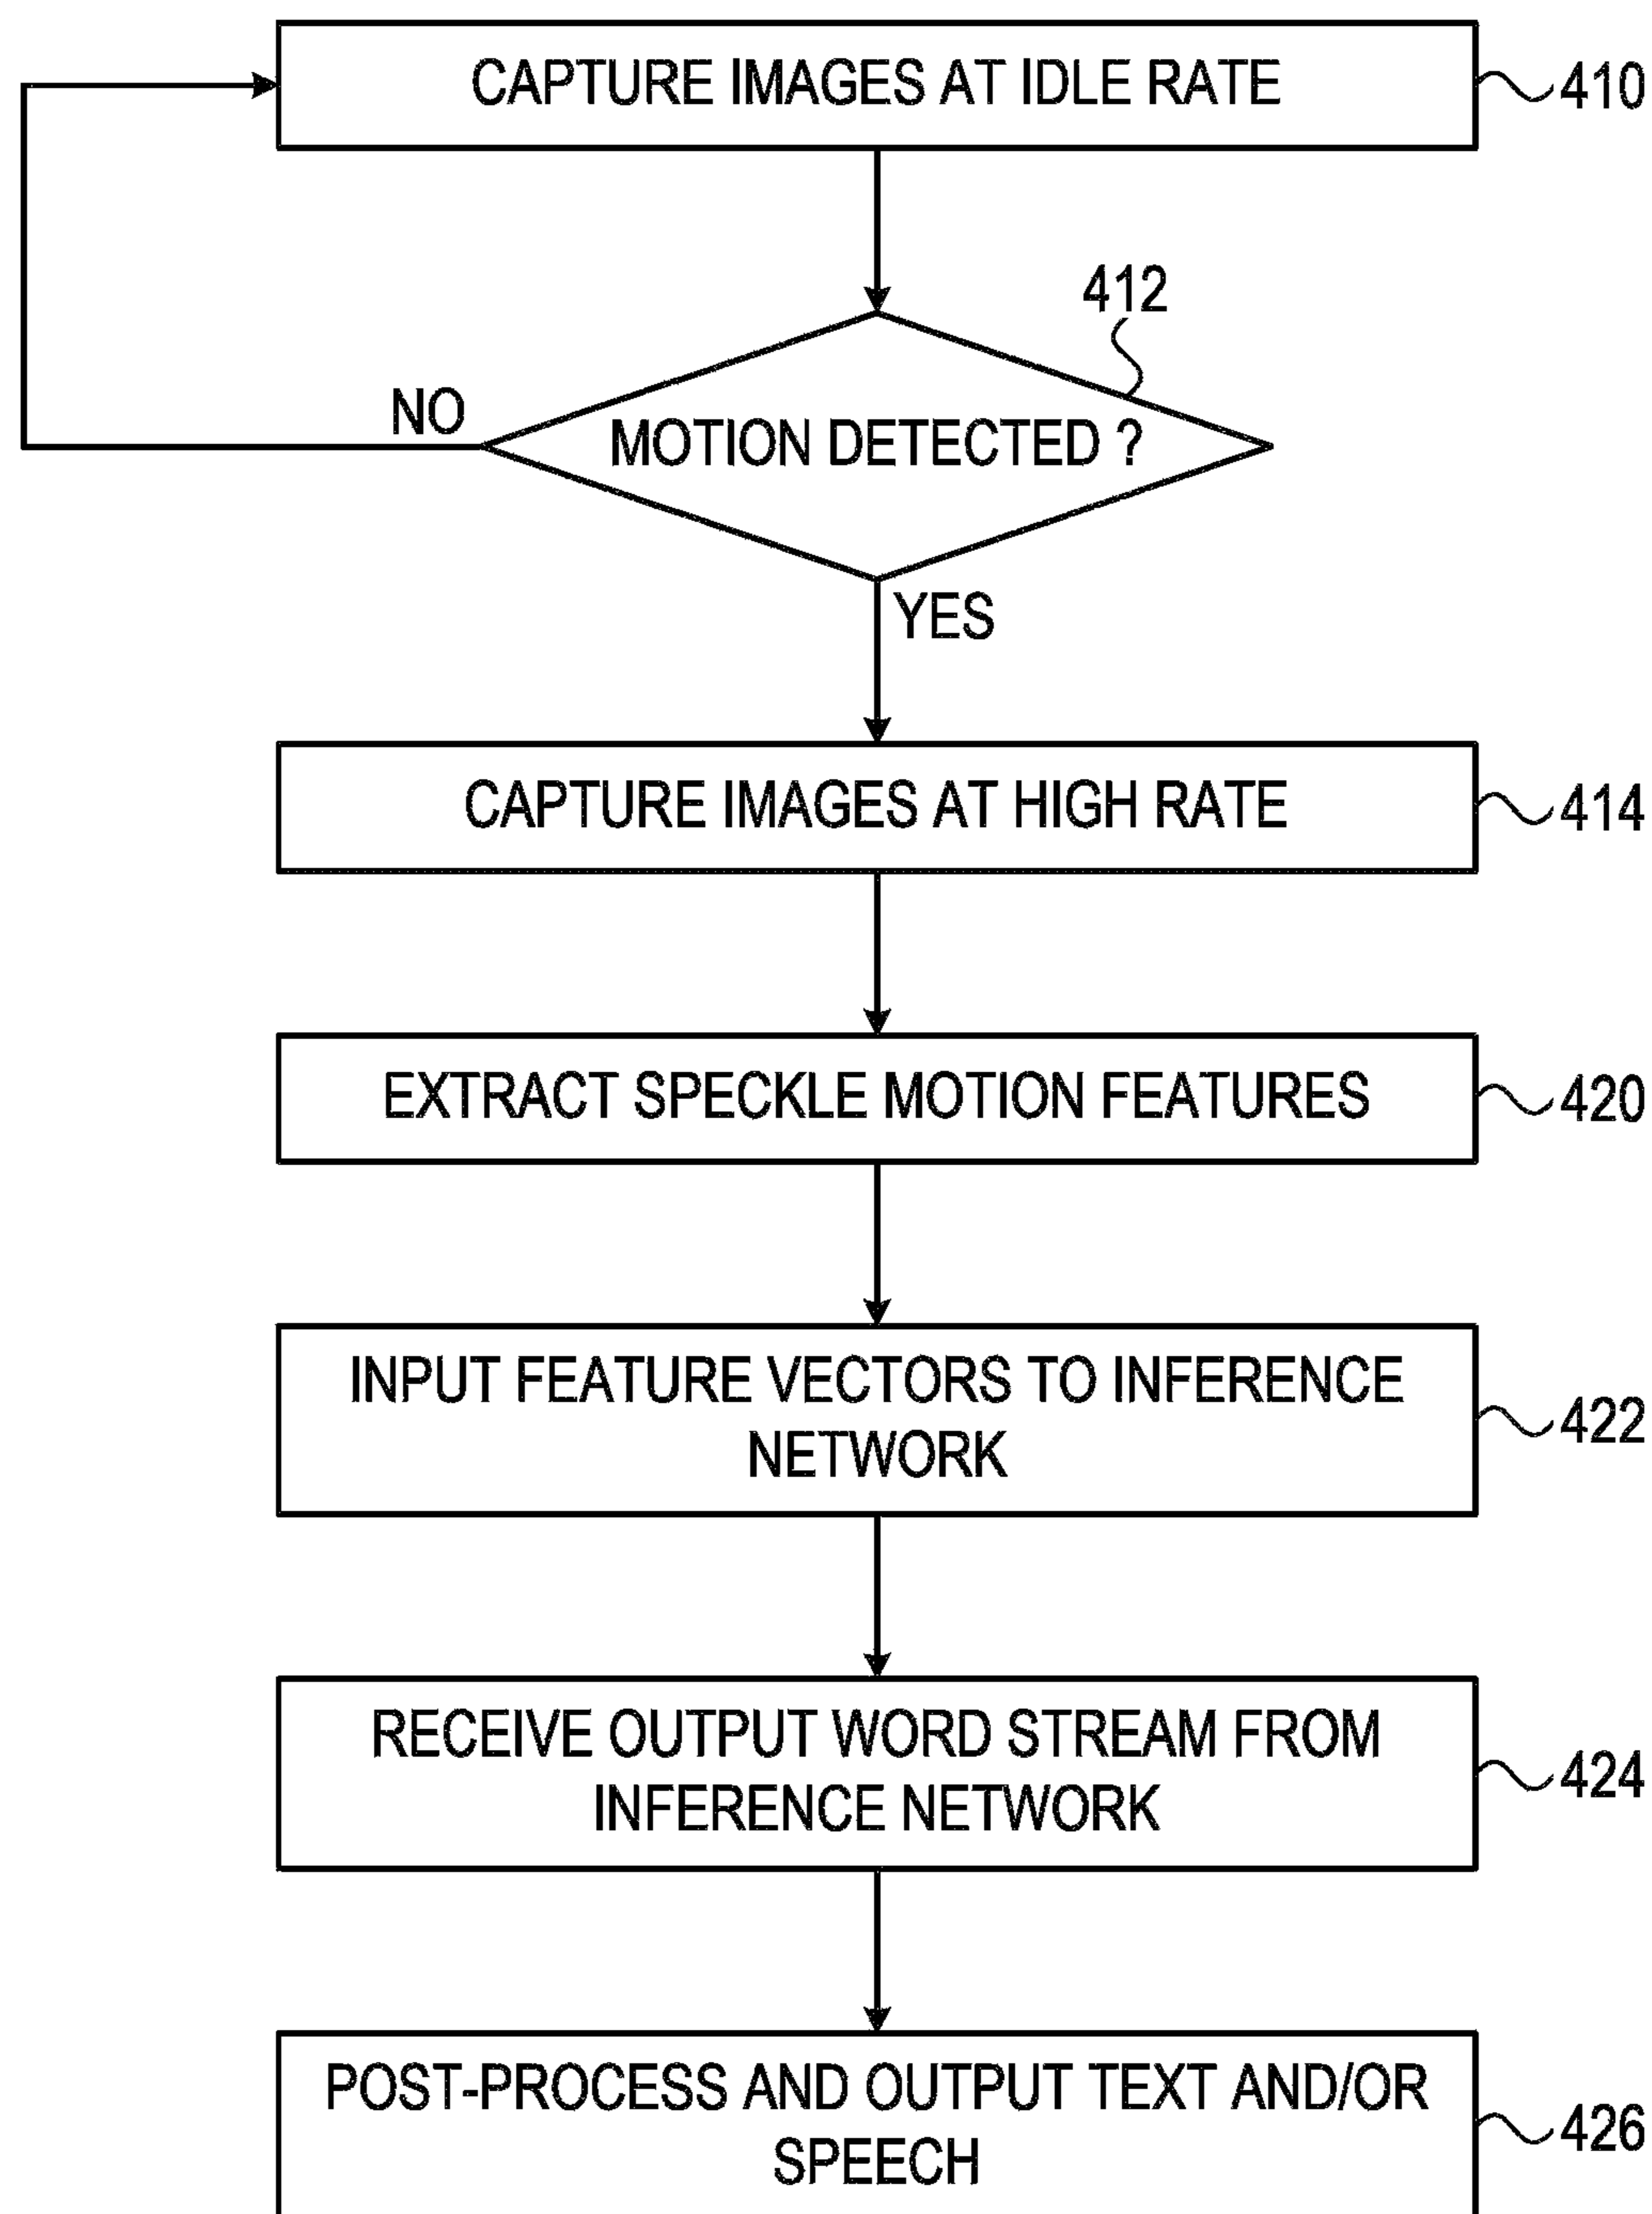 CAPTURE IMAGES AT IDLE RATE
410
412
NO
MOTION DETECTED ?
YES
CAPTURE IMAGES AT HIGH RATE
414
EXTRACT SPECKLE MOTION FEATURES
420
INPUT FEATURE VECTORS TO INFERENCE
NETWORK
422
RECEIVE OUTPUT WORD STREAM FROM
INFERENCE NETWORK
424
POST-PROCESS AND OUTPUT TEXT AND/OR
SPEECH
426